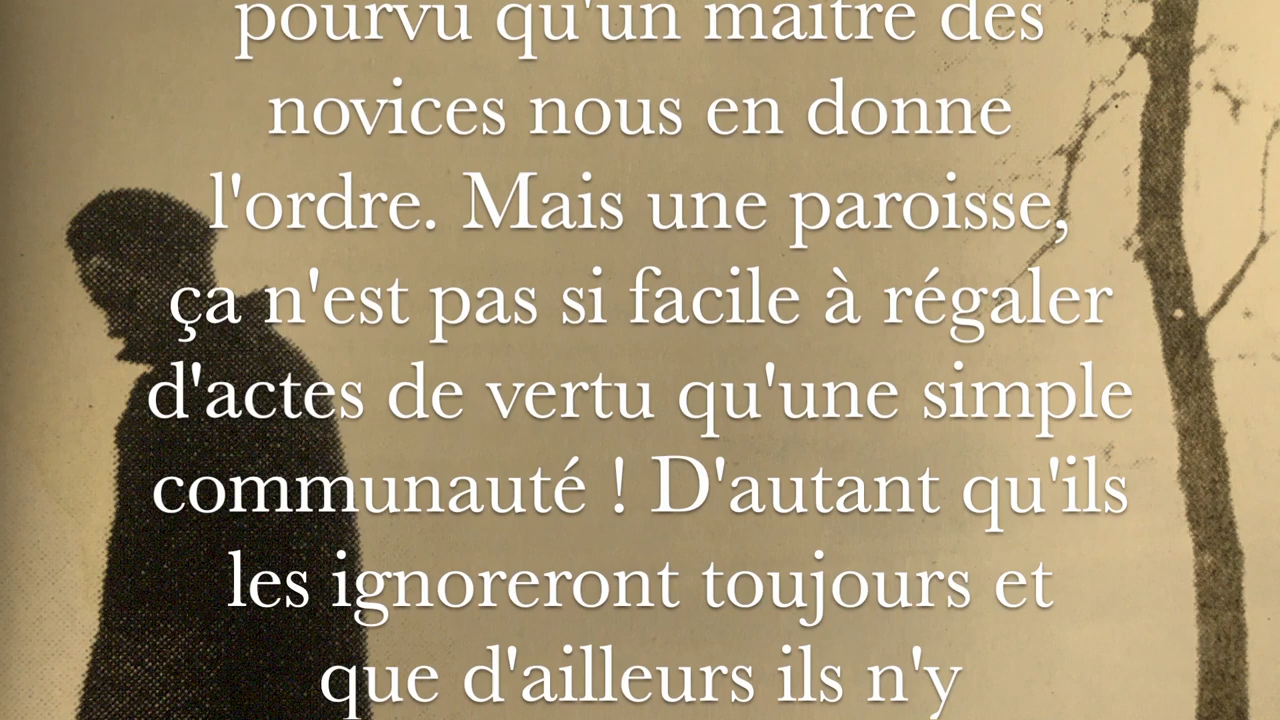 pourvu qu'un maître des
novices nous en donne
l'ordre. Mais une paroisse,
ça n'est pas si facile à régaler
d'actes de vertu qu'une simple
communauté ! D'autant qu'ils
les ignoreront toujours et
que d'ailleurs ils n'y